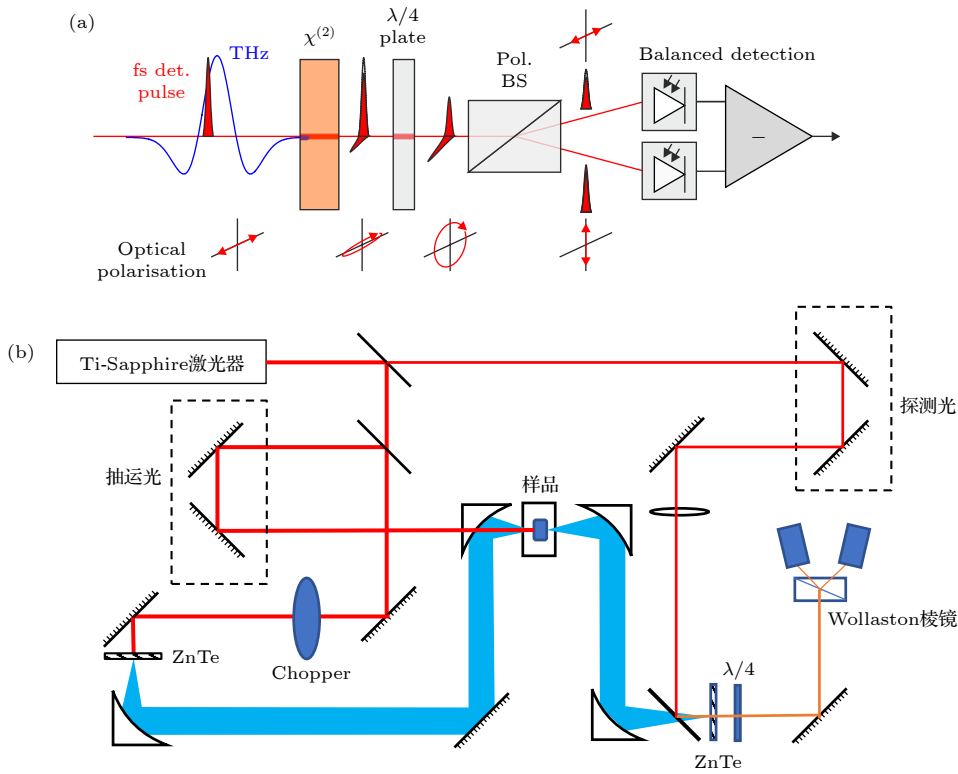 (a)
χ(2)
λ/4
plate
THz
fs det.
pulse
Pol.
BS
Balanced detection
−
Optical
polarisation
(b)
Ti-Sapphire激光器
探测光
抽运光
样品
Wollaston棱镜
ZnTe
Chopper
λ/4
ZnTe